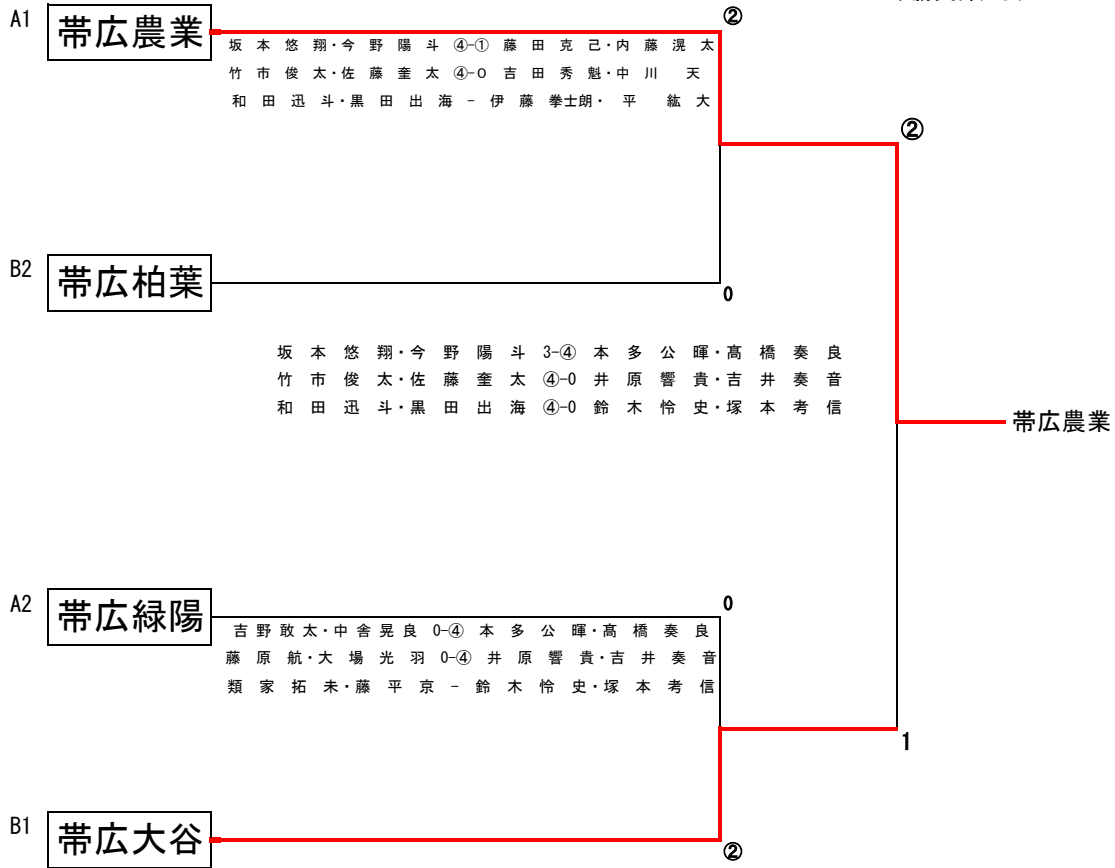 A1 帯広農業 ②
坂本悠翔・今野陽斗 ④-① 藤田克己・内藤滉太
竹市俊太・佐藤奎太 ④-0 吉田秀魁・中川天
和田迅斗・黒田出海 - 伊藤拳士朗・平紘大
②
B2 帯広柏葉 0
坂本悠翔・今野陽斗 3-④ 本多公暉・髙橋奏良
竹市俊太・佐藤奎太 ④-0 井原響貴・吉井奏音
和田迅斗・黒田出海 ④-0 鈴木怜史・塚本考信
帯広農業
A2 帯広緑陽 0
吉野敢太・中舎晃良 0-④ 本多公暉・髙橋奏良
藤原航・大場光羽 0-④ 井原響貴・吉井奏音
類家拓未・藤平京 - 鈴木怜史・塚本考信
1
B1 帯広大谷 ②